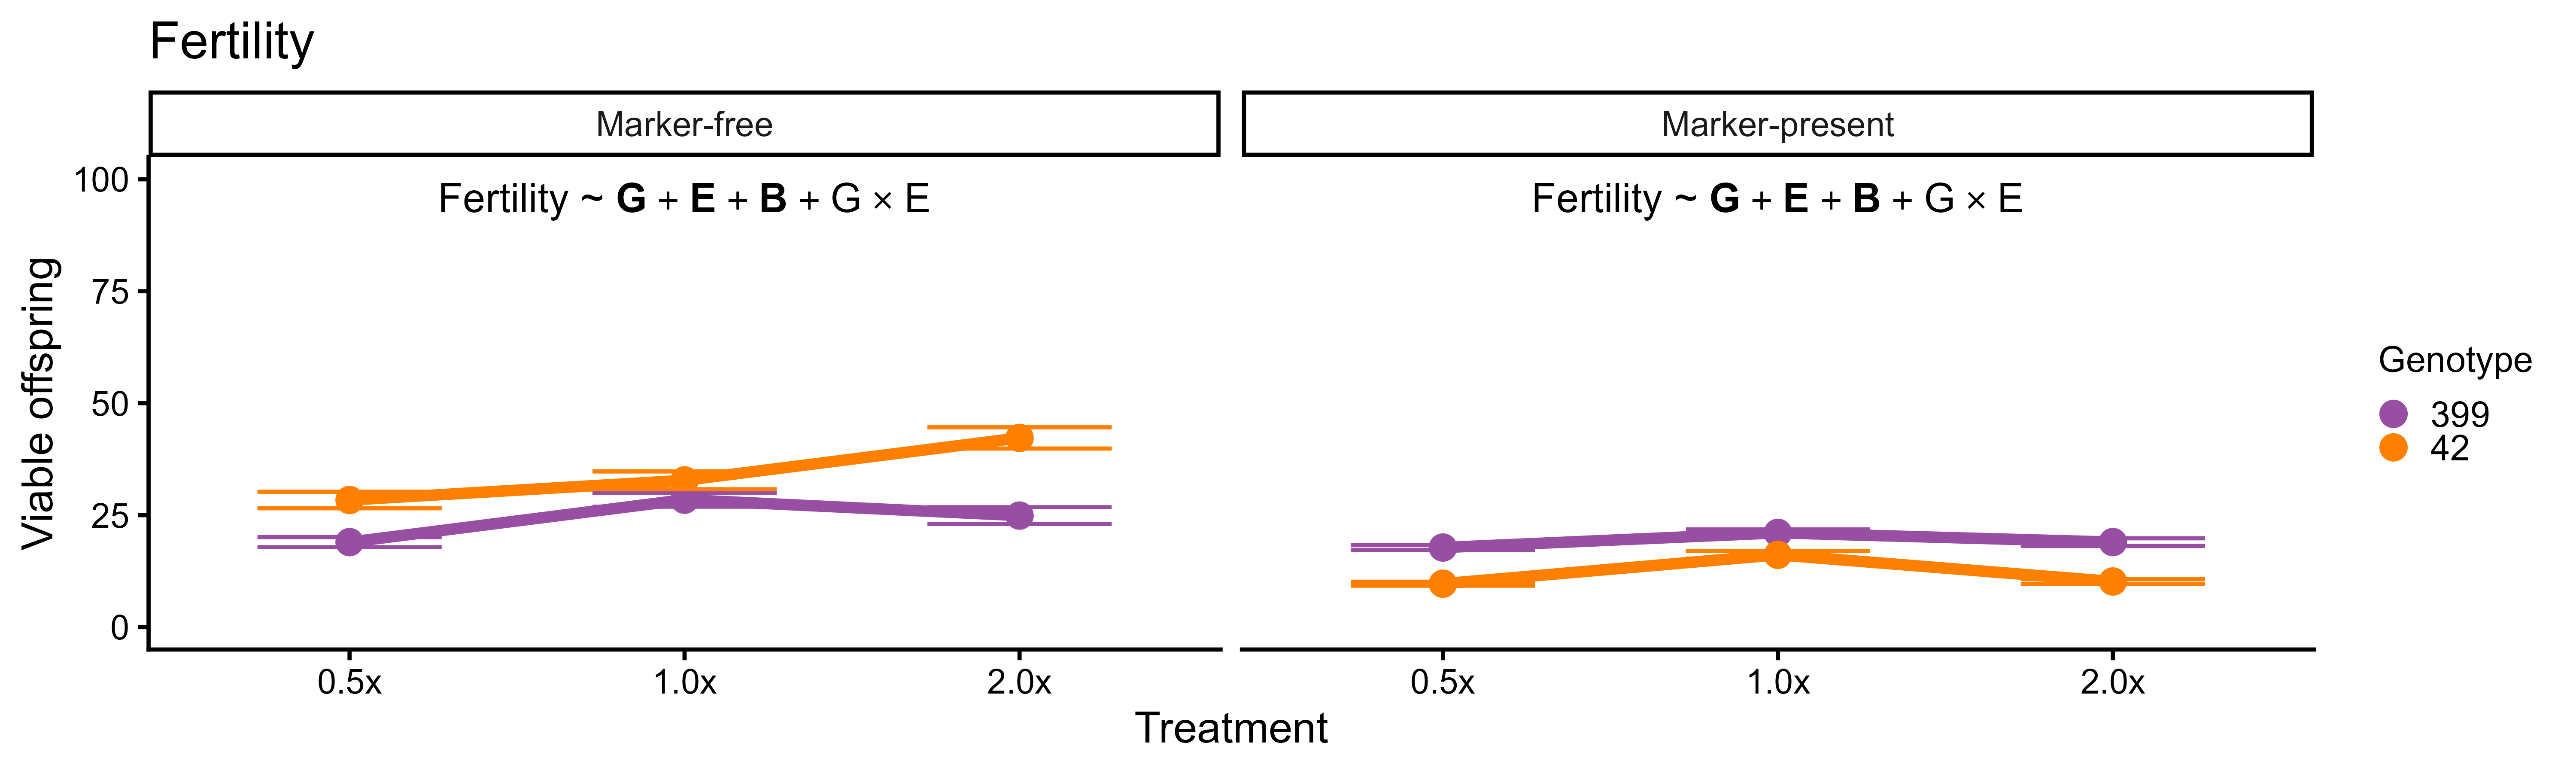 Fertility
Marker-free
Marker-present
Fertility ~ G + E + B + G × E
Fertility ~ G + E + B + G × E
100
75
50
25
0
Viable offspring
0.5x
1.0x
2.0x
0.5x
1.0x
2.0x
Treatment
Genotype
399
42